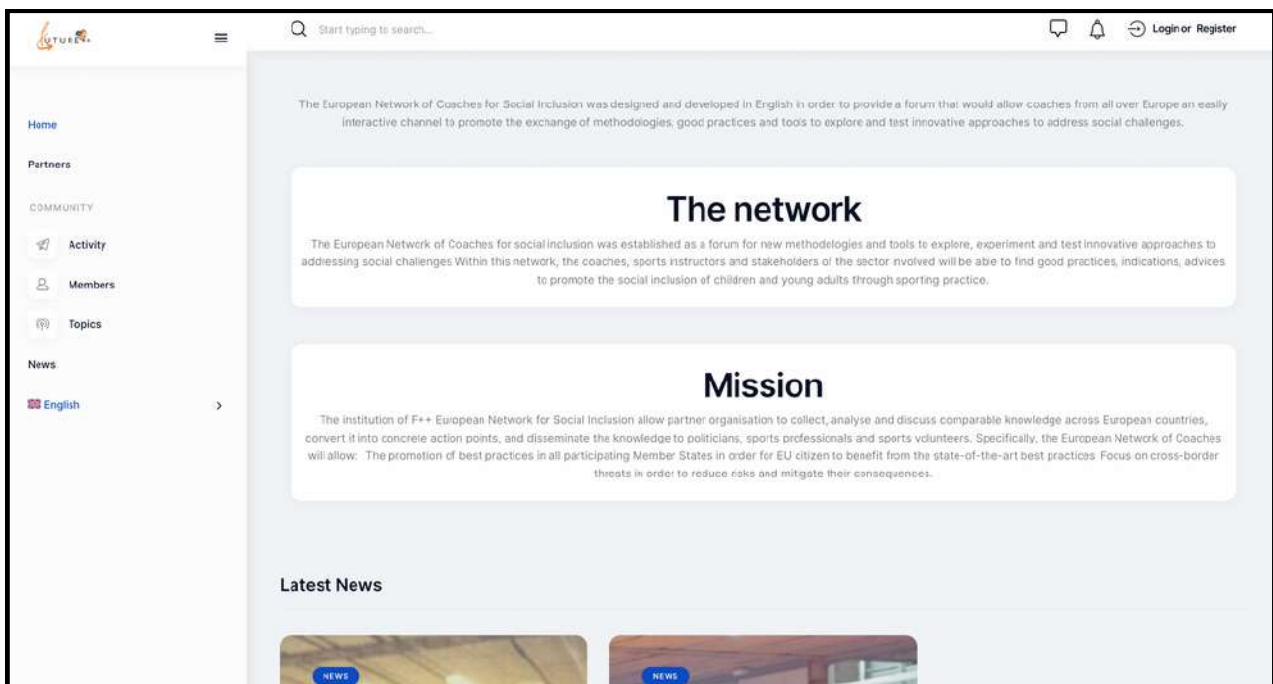 FUTURE++
Start typing to search...
Login or Register
Home
Partners
COMMUNITY
Activity
Members
Topics
News
English
The European Network of Coaches for Social Inclusion was designed and developed in English in order to provide a forum that would allow coaches from all over Europe an easily
interactive channel to promote the exchange of methodologies, good practices and tools to explore and test innovative approaches to address social challenges.
The network
The European Network of Coaches for social inclusion was established as a forum for new methodologies and tools to explore, experiment and test innovative approaches to
addressing social challenges Within this network, the coaches, sports instructors and stakeholders of the sector involved will be able to find good practices, indications, advices
to promote the social inclusion of children and young adults through sporting practice.
Mission
The institution of F++ European Network for Social Inclusion allow partner organisation to collect, analyse and discuss comparable knowledge across European countries,
convert it into concrete action points, and disseminate the knowledge to politicians, sports professionals and sports volunteers. Specifically, the European Network of Coaches
will allow: The promotion of best practices in all participating Member States in order for EU citizen to benefit from the state-of-the-art best practices Focus on cross-border
threats in order to reduce risks and mitigate their consequences.
Latest News
NEWS
NEWS